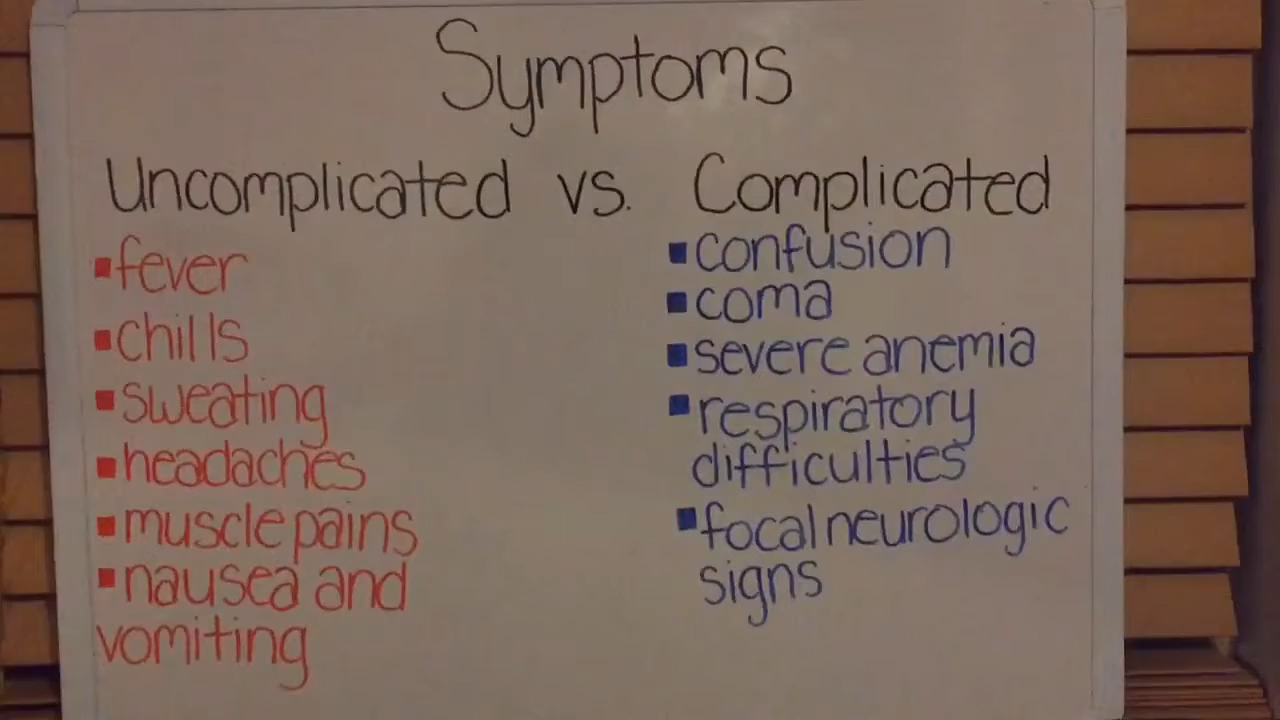 Symptoms
Uncomplicated vs. Complicated
▪fever
▪chills
▪sweating
▪headaches
▪muscle pains
▪nausea and
vomiting
▪confusion
▪coma
▪severe anemia
▪respiratory
difficulties
▪focal neurologic
signs